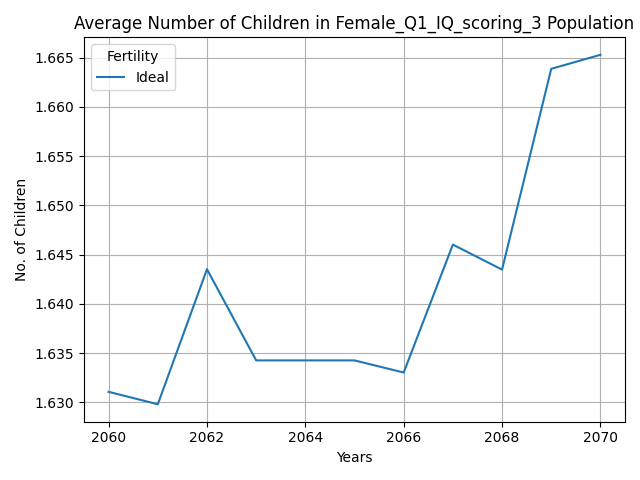 Average Number of Children in Female_Q1_IQ_scoring_3 Population
Fertility
Ideal
No. of Children
1.665
1.660
1.655
1.650
1.645
1.640
1.635
1.630
2060 2062 2064 2066 2068 2070
Years